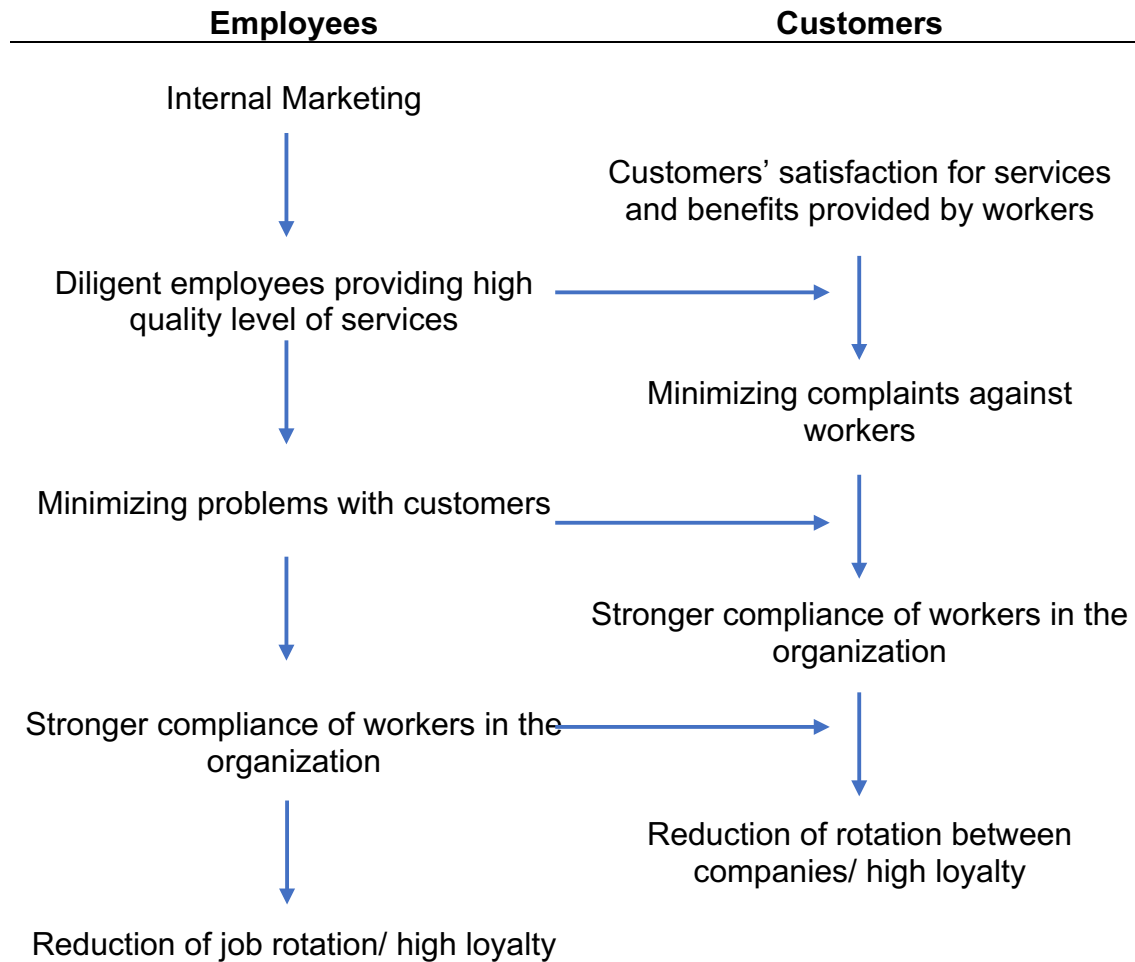 Employees
Customers
Internal Marketing
Customers’ satisfaction for services
and benefits provided by workers
Diligent employees providing high
quality level of services
Minimizing complaints against
workers
Minimizing problems with customers
Stronger compliance of workers in the
organization
Stronger compliance of workers in the
organization
Reduction of rotation between
companies/ high loyalty
Reduction of job rotation/ high loyalty